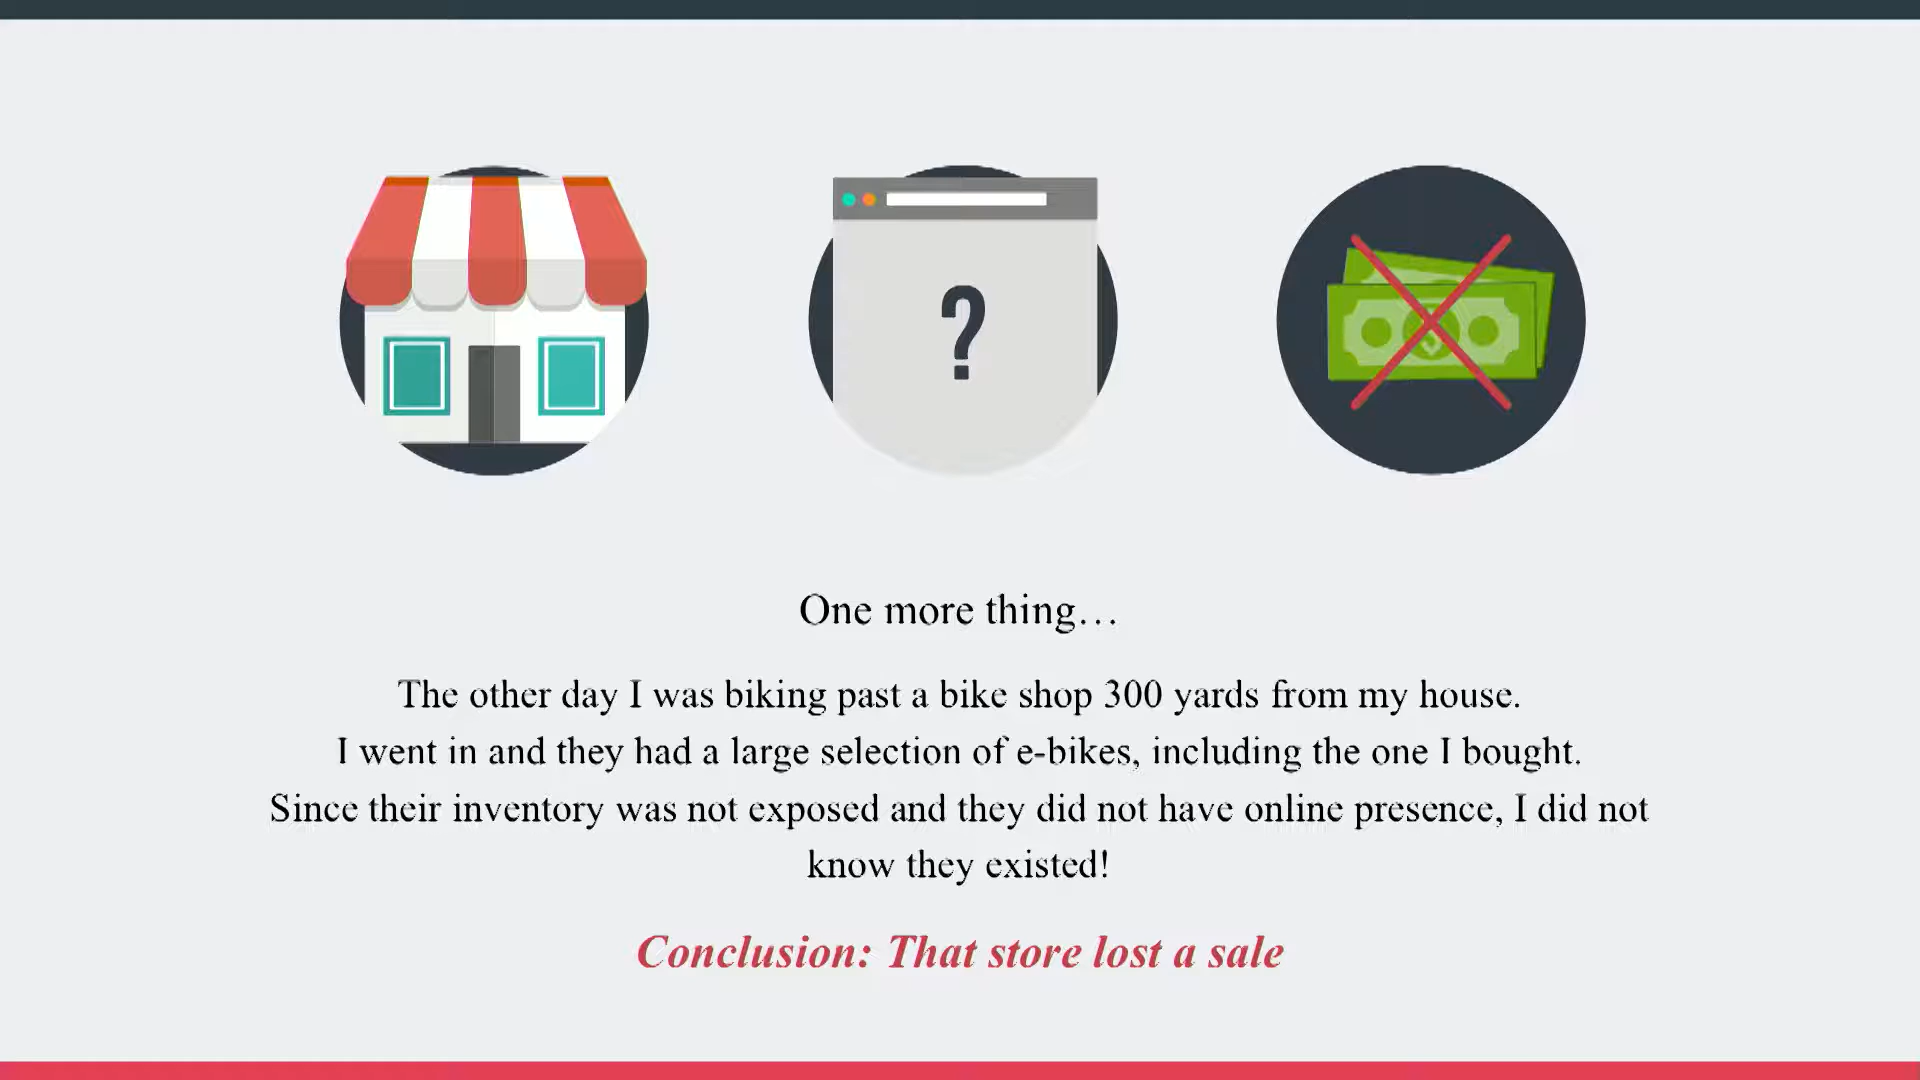 ?
One more thing…
The other day I was biking past a bike shop 300 yards from my house.
I went in and they had a large selection of e-bikes, including the one I bought.
Since their inventory was not exposed and they did not have online presence, I did not
know they existed!
Conclusion: That store lost a sale